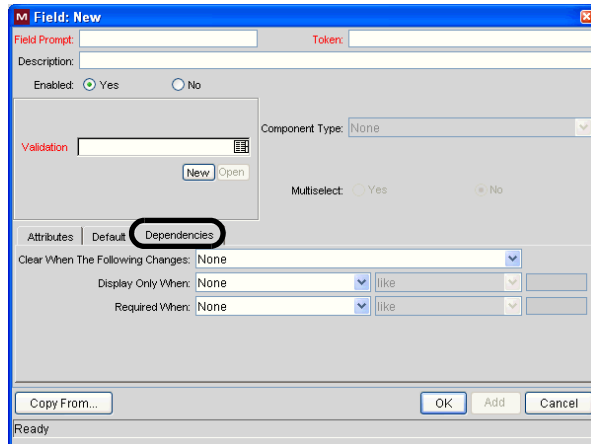 M Field: New
Field Prompt: Token:
Description:
Enabled: Yes No
Component Type: None
Validation
New Open
Multiselect: Yes No
Attributes Default Dependencies
Clear When The Following Changes: None
Display Only When: None like
Required When: None like
Copy From... OK Add Cancel
Ready